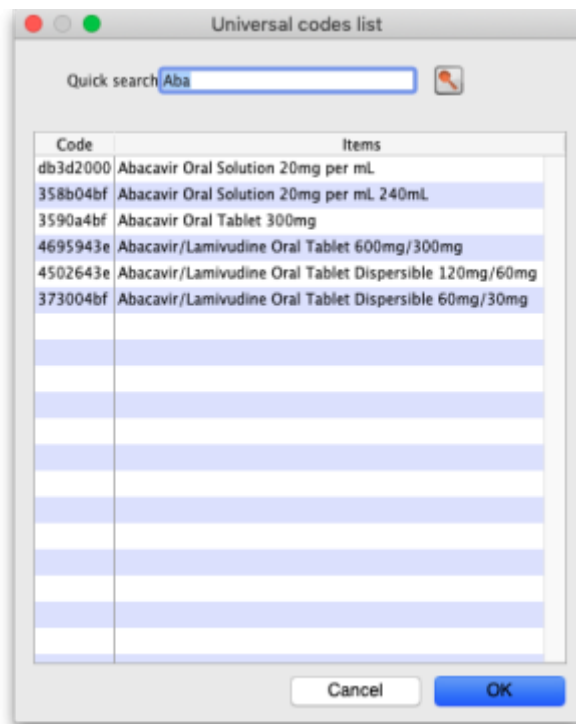 Universal codes list
Quick search Aba
Code Items
db3d2000 Abacavir Oral Solution 20mg per mL
358b04bf Abacavir Oral Solution 20mg per mL 240mL
3590a4bf Abacavir Oral Tablet 300mg
4695943e Abacavir/Lamivudine Oral Tablet 600mg/300mg
4502643e Abacavir/Lamivudine Oral Tablet Dispersible 120mg/60mg
373004bf Abacavir/Lamivudine Oral Tablet Dispersible 60mg/30mg
Cancel OK